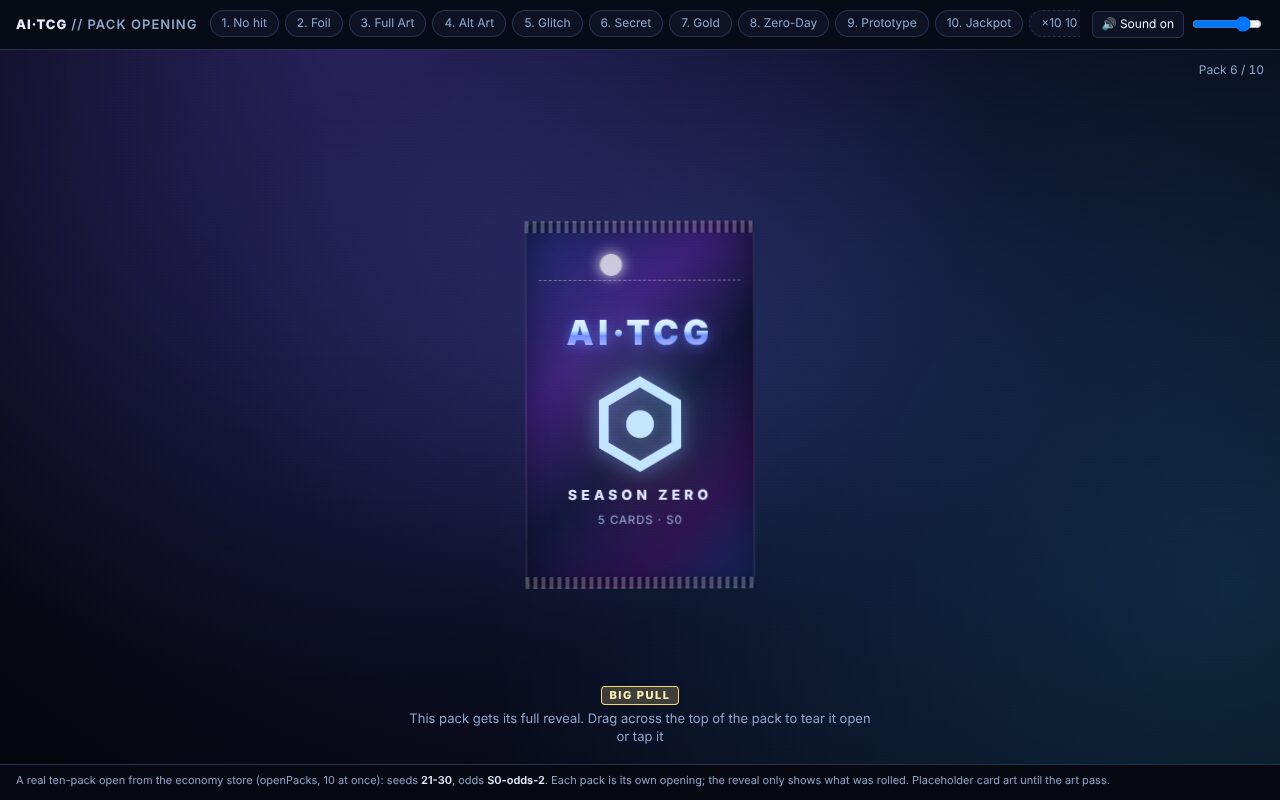 AI·TCG // PACK OPENING
1. No hit
2. Foil
3. Full Art
4. Alt Art
5. Glitch
6. Secret
7. Gold
8. Zero-Day
9. Prototype
10. Jackpot
×10 10
🔊 Sound on
Pack 6 / 10
AI·TCG
SEASON ZERO
5 CARDS · S0
BIG PULL
This pack gets its full reveal. Drag across the top of the pack to tear it open
or tap it
A real ten-pack open from the economy store (openPacks, 10 at once): seeds 21-30, odds S0-odds-2. Each pack is its own opening; the reveal only shows what was rolled. Placeholder card art until the art pass.